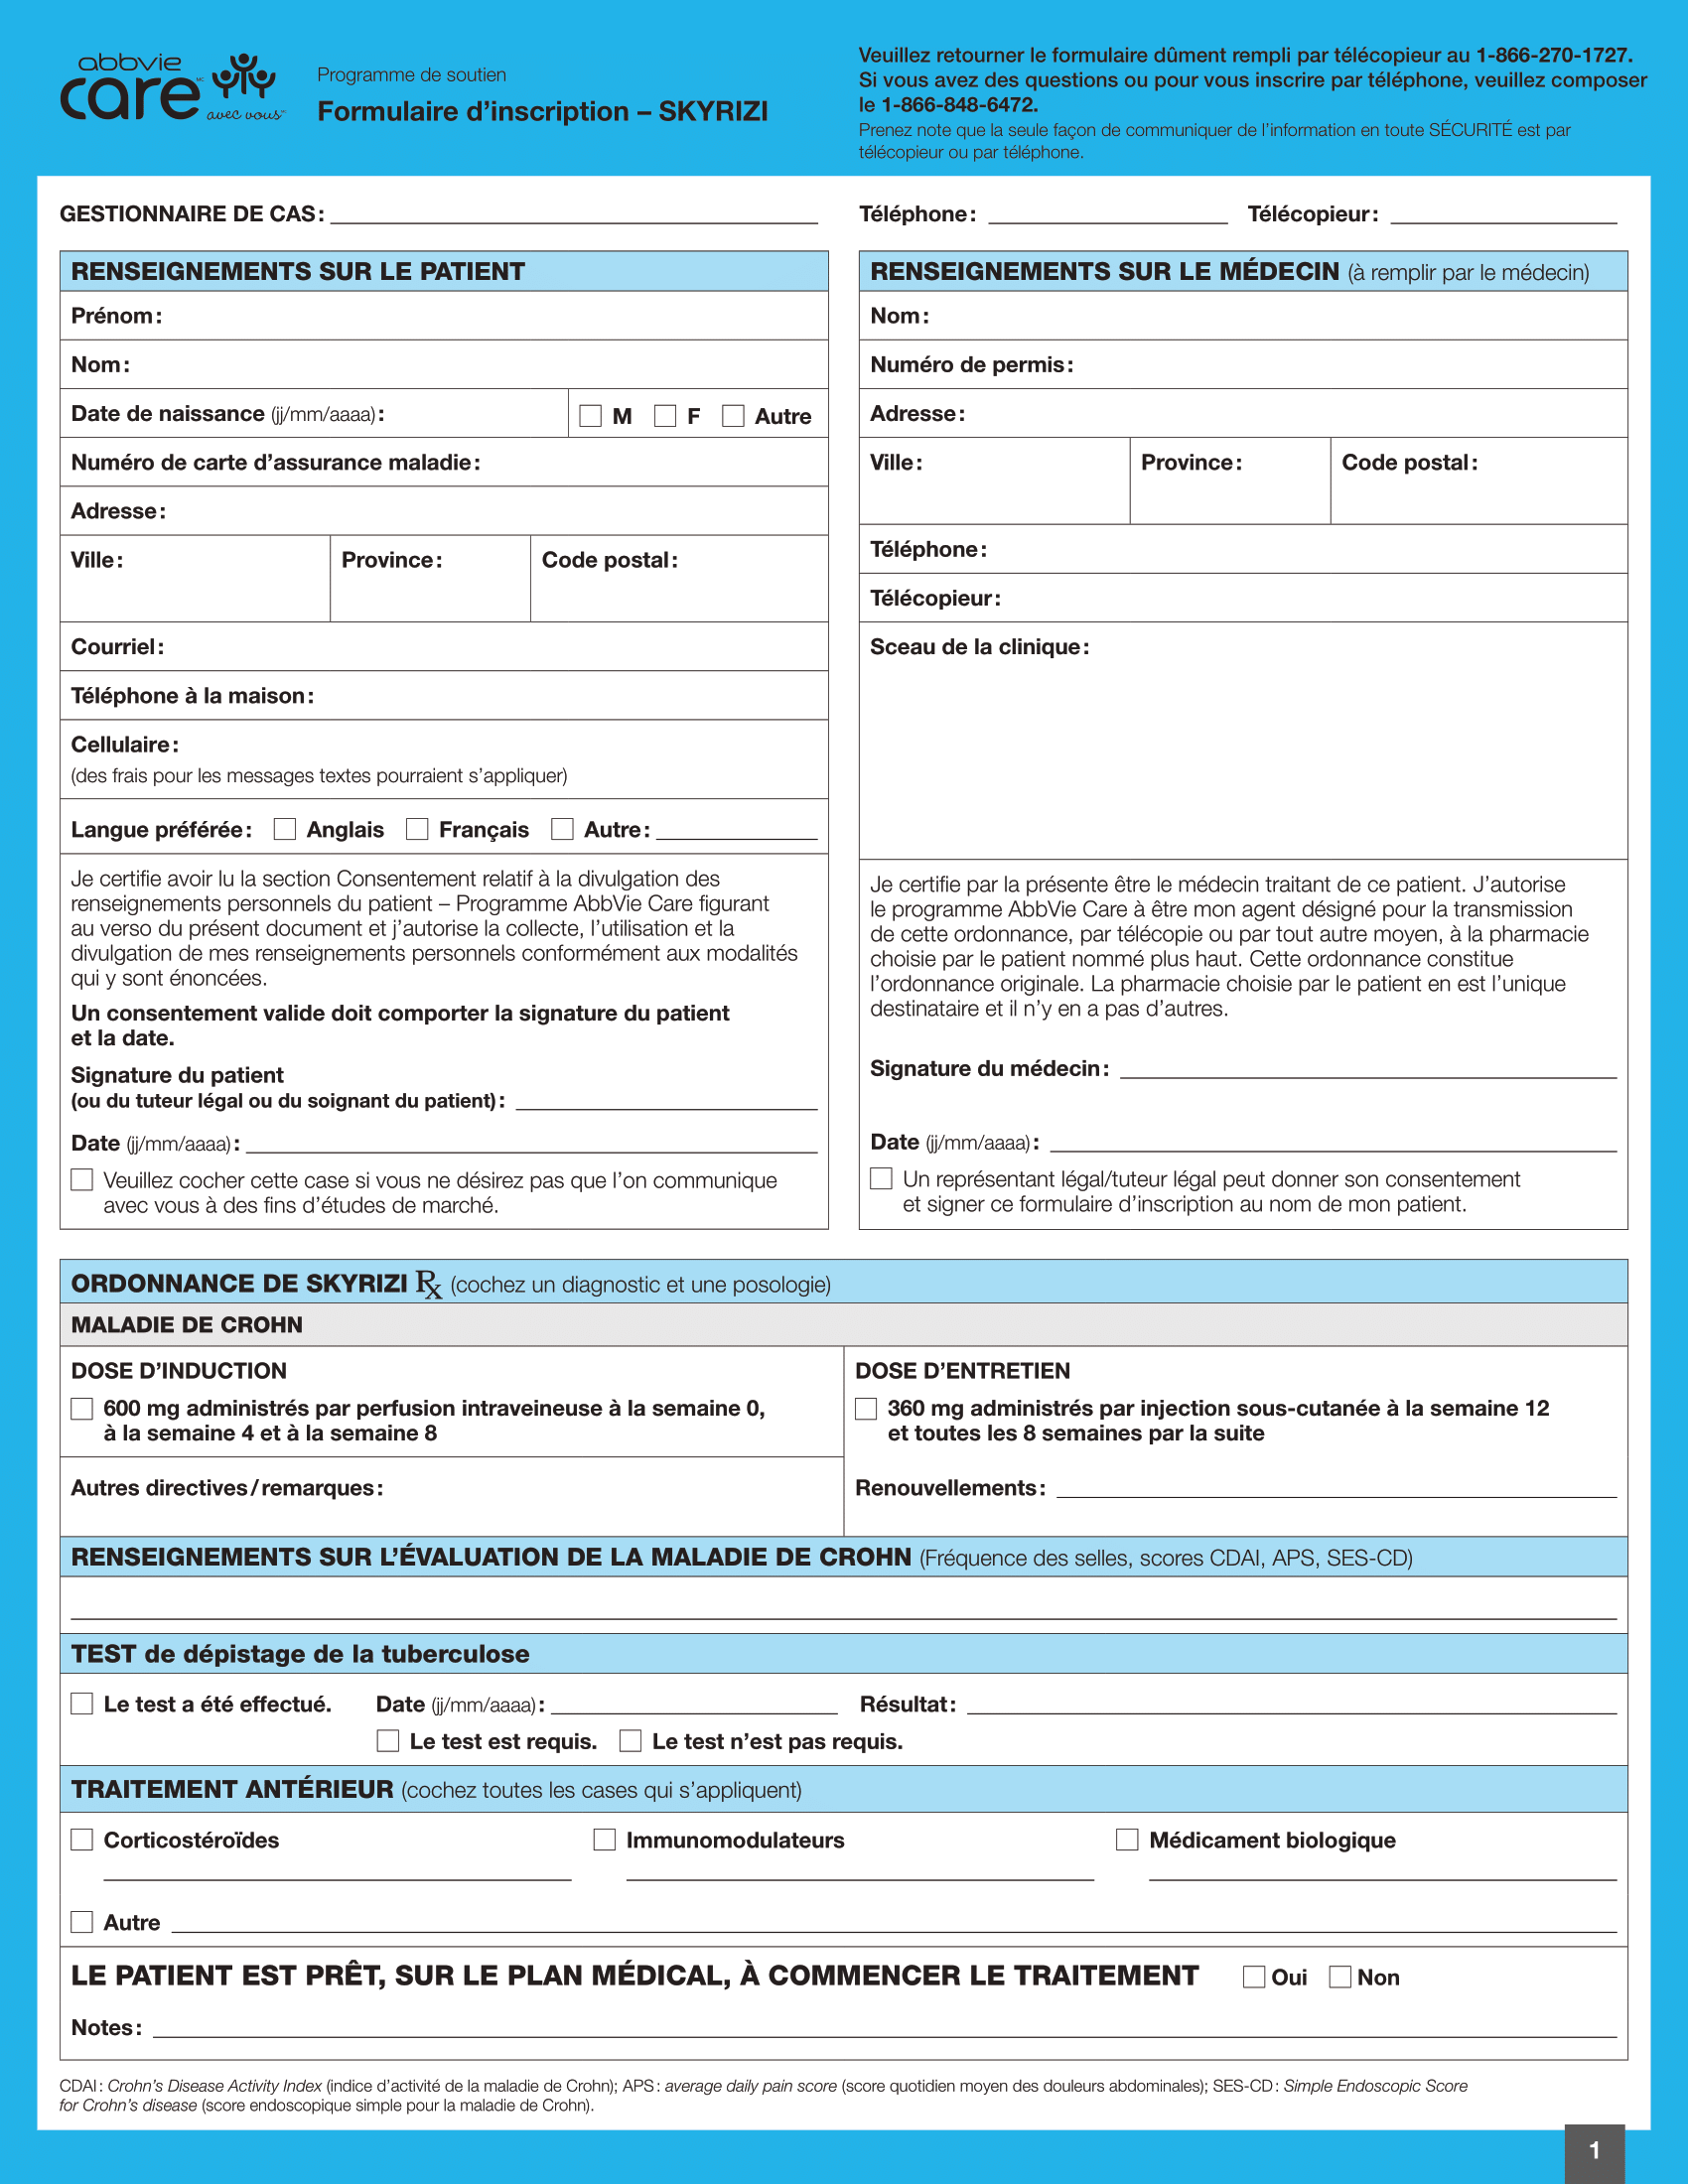 abbvie
care MC
avec vous MC
Programme de soutien
Formulaire d’inscription – SKYRIZI
Veuillez retourner le formulaire dûment rempli par télécopieur au 1-866-270-1727.
Si vous avez des questions ou pour vous inscrire par téléphone, veuillez composer
le 1-866-848-6472.
Prenez note que la seule façon de communiquer de l’information en toute SÉCURITÉ est par
télécopieur ou par téléphone.
GESTIONNAIRE DE CAS :
Téléphone : Télécopieur :
RENSEIGNEMENTS SUR LE PATIENT
Prénom :
Nom :
Date de naissance (jj/mm/aaaa) : M F Autre
Numéro de carte d’assurance maladie :
Adresse :
Ville : Province : Code postal :
Courriel :
Téléphone à la maison :
Cellulaire :
(des frais pour les messages textes pourraient s’appliquer)
Langue préférée : Anglais Français Autre :
Je certifie avoir lu la section Consentement relatif à la divulgation des
renseignements personnels du patient – Programme AbbVie Care figurant
au verso du présent document et j’autorise la collecte, l’utilisation et la
divulgation de mes renseignements personnels conformément aux modalités
qui y sont énoncées.
Un consentement valide doit comporter la signature du patient
et la date.
Signature du patient
(ou du tuteur légal ou du soignant du patient) :
Date (jj/mm/aaaa) :
Veuillez cocher cette case si vous ne désirez pas que l’on communique
avec vous à des fins d’études de marché.
RENSEIGNEMENTS SUR LE MÉDECIN (à remplir par le médecin)
Nom :
Numéro de permis :
Adresse :
Ville : Province : Code postal :
Téléphone :
Télécopieur :
Sceau de la clinique :
Je certifie par la présente être le médecin traitant de ce patient. J’autorise
le programme AbbVie Care à être mon agent désigné pour la transmission
de cette ordonnance, par télécopie ou par tout autre moyen, à la pharmacie
choisie par le patient nommé plus haut. Cette ordonnance constitue
l’ordonnance originale. La pharmacie choisie par le patient en est l’unique
destinataire et il n’y en a pas d’autres.
Signature du médecin :
Date (jj/mm/aaaa) :
Un représentant légal/tuteur légal peut donner son consentement
et signer ce formulaire d’inscription au nom de mon patient.
ORDONNANCE DE SKYRIZI ℞ (cochez un diagnostic et une posologie)
MALADIE DE CROHN
DOSE D’INDUCTION
600 mg administrés par perfusion intraveineuse à la semaine 0,
à la semaine 4 et à la semaine 8
Autres directives / remarques :
DOSE D’ENTRETIEN
360 mg administrés par injection sous-cutanée à la semaine 12
et toutes les 8 semaines par la suite
Renouvellements :
RENSEIGNEMENTS SUR L’ÉVALUATION DE LA MALADIE DE CROHN (Fréquence des selles, scores CDAI, APS, SES-CD)
TEST de dépistage de la tuberculose
Le test a été effectué. Date (jj/mm/aaaa) : Résultat :
Le test est requis. Le test n’est pas requis.
TRAITEMENT ANTÉRIEUR (cochez toutes les cases qui s’appliquent)
Corticostéroïdes Immunomodulateurs Médicament biologique
Autre
LE PATIENT EST PRÊT, SUR LE PLAN MÉDICAL, À COMMENCER LE TRAITEMENT Oui Non
Notes :
CDAI : Crohn’s Disease Activity Index (indice d’activité de la maladie de Crohn); APS : average daily pain score (score quotidien moyen des douleurs abdominales); SES-CD : Simple Endoscopic Score
for Crohn’s disease (score endoscopique simple pour la maladie de Crohn).
1